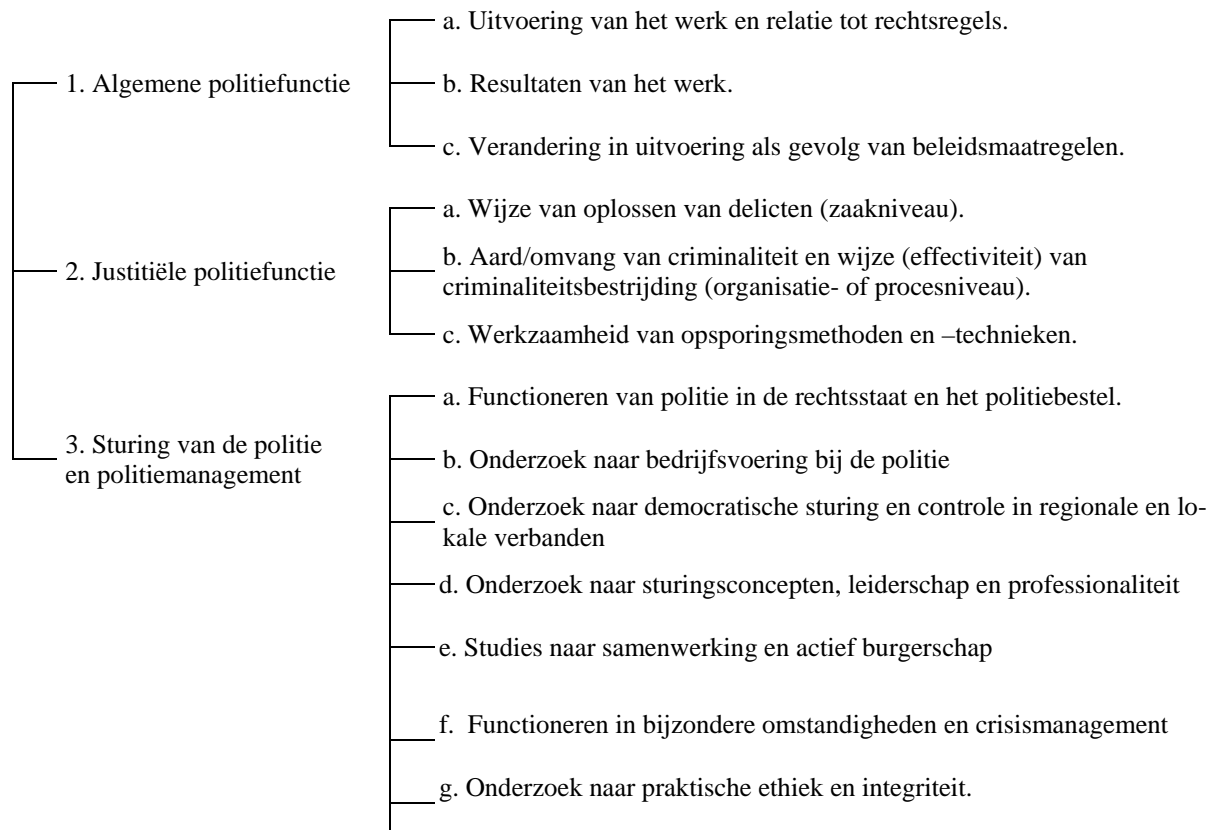 1. Algemene politiefunctie
a. Uitvoering van het werk en relatie tot rechtsregels.
b. Resultaten van het werk.
c. Verandering in uitvoering als gevolg van beleidsmaatregelen.
2. Justitiële politiefunctie
a. Wijze van oplossen van delicten (zaakniveau).
b. Aard/omvang van criminaliteit en wijze (effectiviteit) van
criminaliteitsbestrijding (organisatie- of procesniveau).
c. Werkzaamheid van opsporingsmethoden en –technieken.
3. Sturing van de politie
en politiemanagement
a. Functioneren van politie in de rechtsstaat en het politiebestel.
b. Onderzoek naar bedrijfsvoering bij de politie
c. Onderzoek naar democratische sturing en controle in regionale en lo-
kale verbanden
d. Onderzoek naar sturingsconcepten, leiderschap en professionaliteit
e. Studies naar samenwerking en actief burgerschap
f. Functioneren in bijzondere omstandigheden en crisismanagement
g. Onderzoek naar praktische ethiek en integriteit.